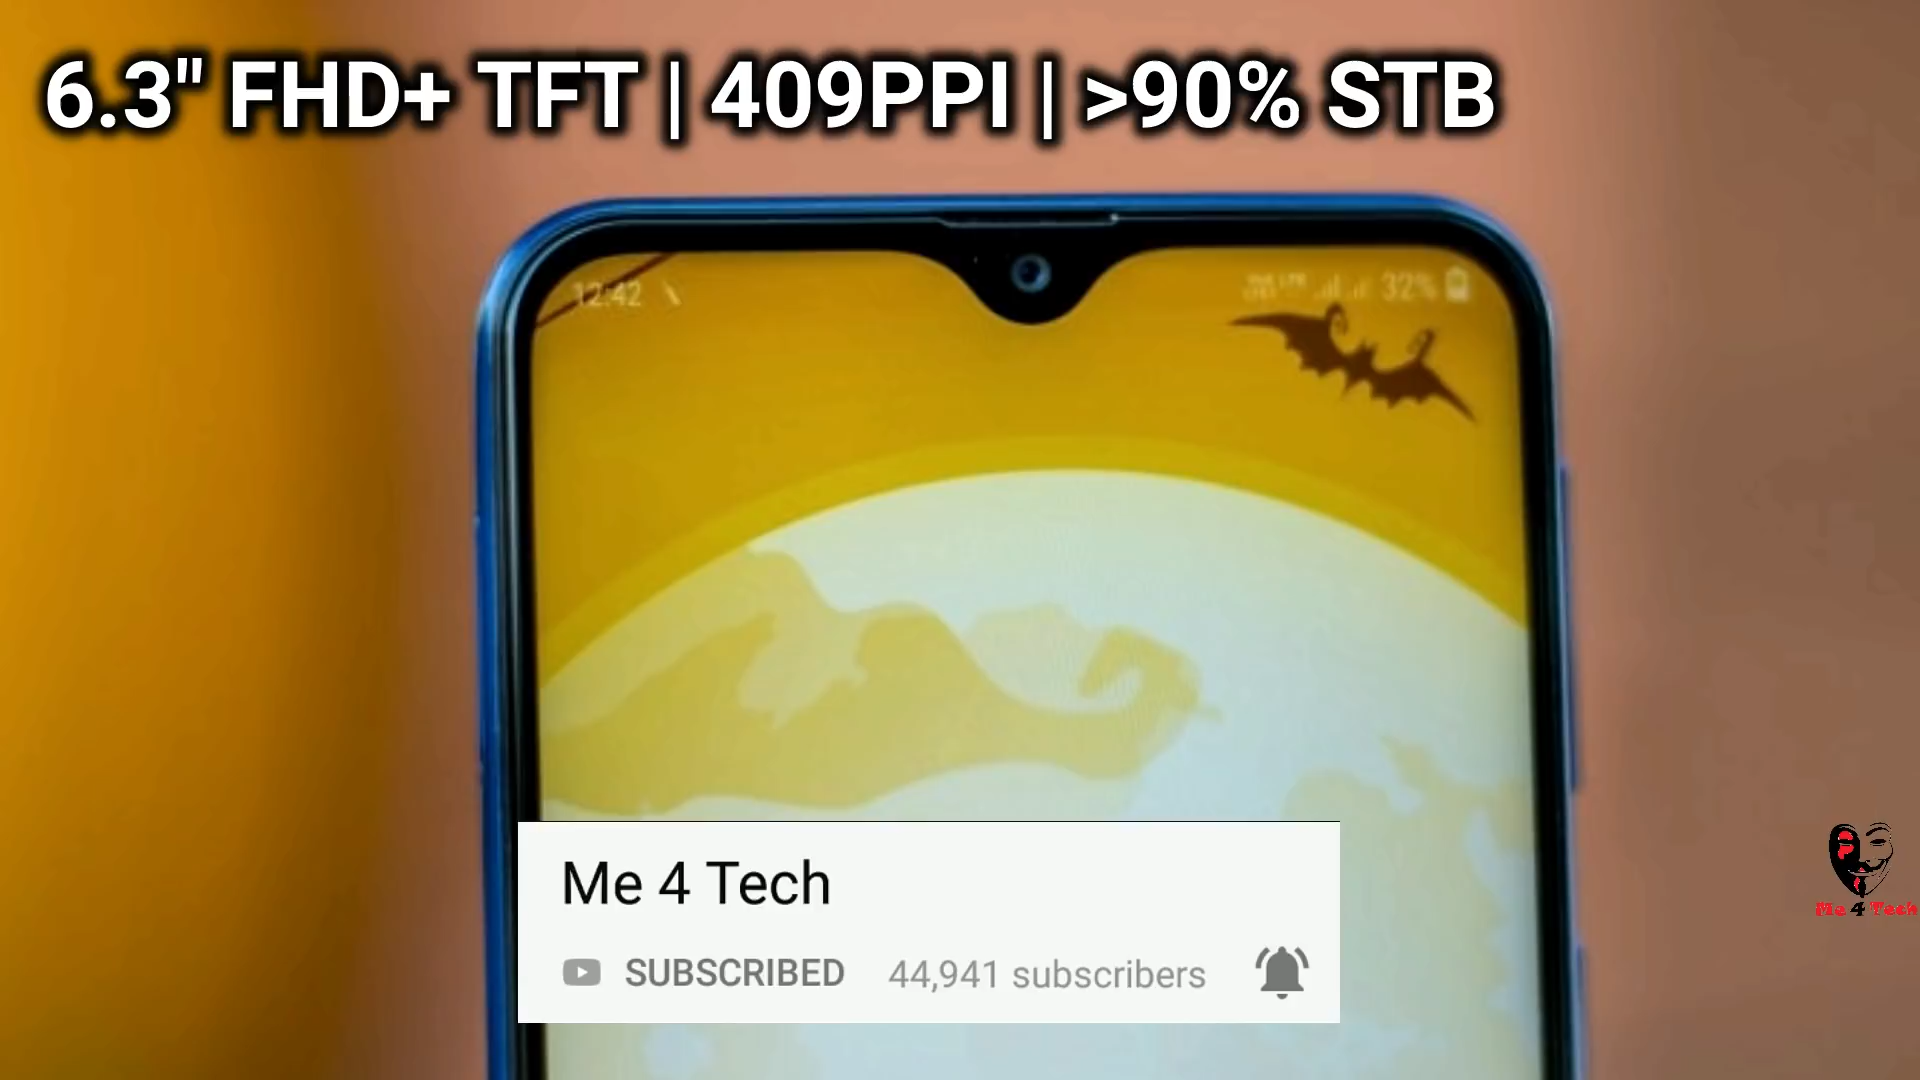 6.3" FHD+ TFT | 409PPI | >90% STB
12:42
32%
Me 4 Tech
SUBSCRIBED 44,941 subscribers
Me 4 Tech